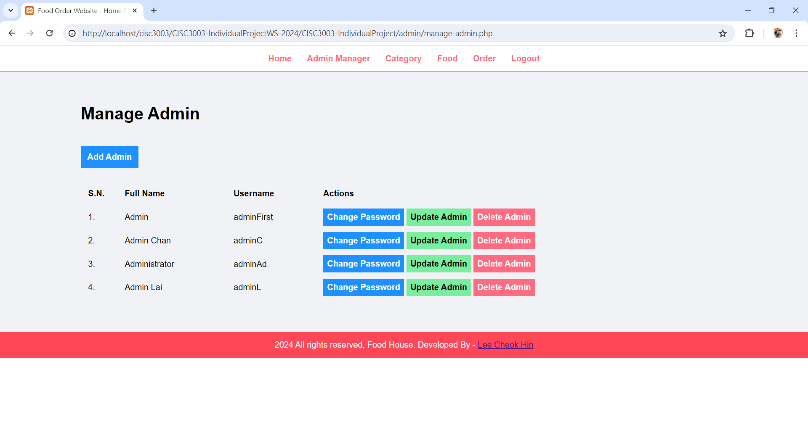 Food Order Website - Home
http://localhost/cisc3003/CISC3003-IndividualProjectWS-2024/CISC3003-IndividualProject/admin/manage-admin.php
Home Admin Manager Category Food Order Logout
Manage Admin
Add Admin
S.N. Full Name Username Actions
1. Admin adminFirst Change Password Update Admin Delete Admin
2. Admin Chan adminC Change Password Update Admin Delete Admin
3. Administrator adminAd Change Password Update Admin Delete Admin
4. Admin Lai adminL Change Password Update Admin Delete Admin
2024 All rights reserved, Food House. Developed By - Lee Cheok Hin